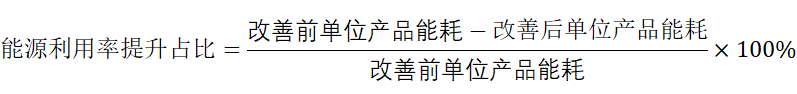 能源利用率提升占比 = \frac{改善前单位产品能耗 − 改善后单位产品能耗}{改善前单位产品能耗} × 100%